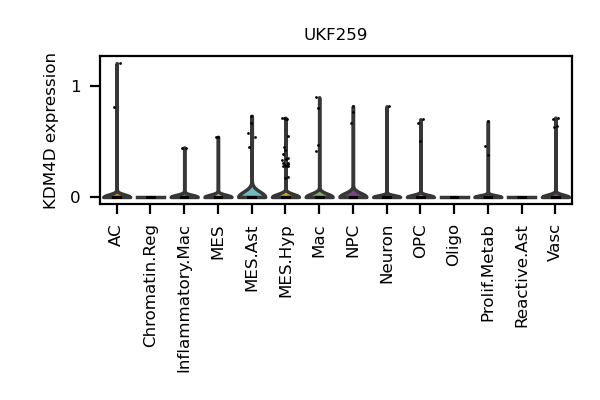 UKF259
KDM4D expression
1
0
AC
Chromatin.Reg
Inflammatory.Mac
MES
MES.Ast
MES.Hyp
Mac
NPC
Neuron
OPC
Oligo
Prolif.Metab
Reactive.Ast
Vasc